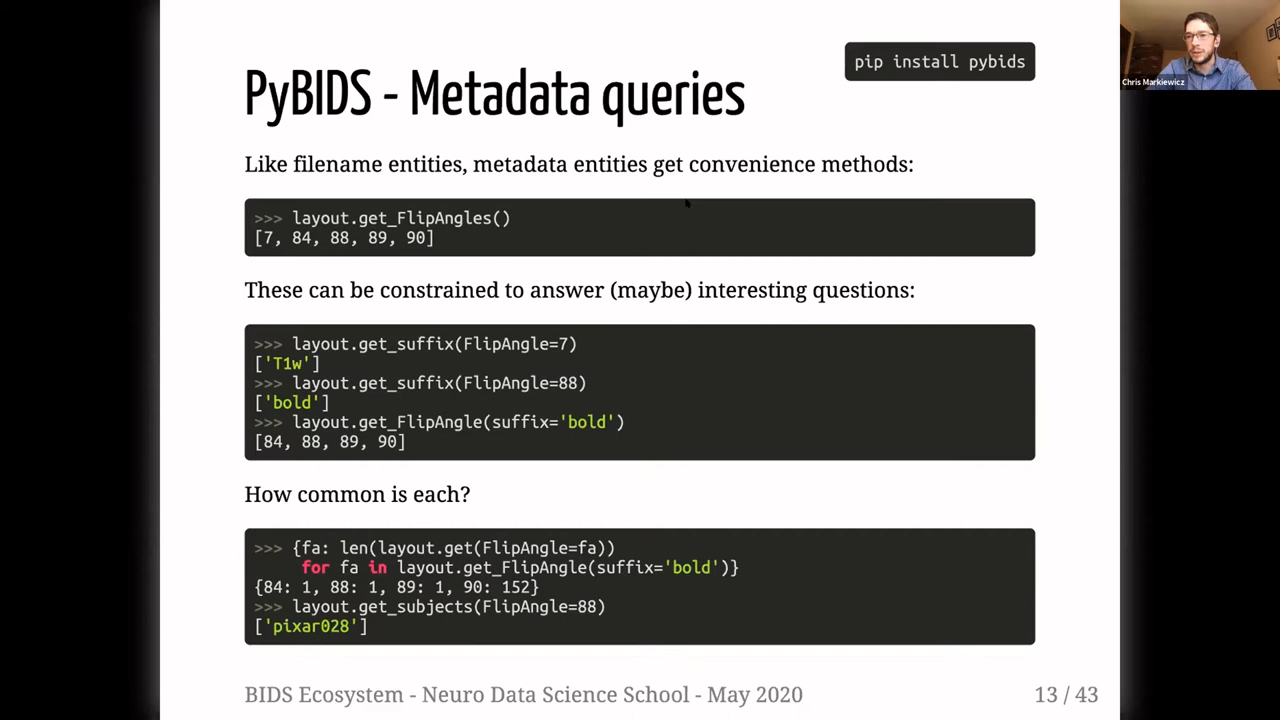 pip install pybids
Chris Markiewicz
PyBIDS - Metadata queries
Like filename entities, metadata entities get convenience methods:
>>> layout.get_FlipAngles()
[7, 84, 88, 89, 90]
These can be constrained to answer (maybe) interesting questions:
>>> layout.get_suffix(FlipAngle=7)
['T1w']
>>> layout.get_suffix(FlipAngle=88)
['bold']
>>> layout.get_FlipAngle(suffix='bold')
[84, 88, 89, 90]
How common is each?
>>> {fa: len(layout.get(FlipAngle=fa))
for fa in layout.get_FlipAngle(suffix='bold')}
{84: 1, 88: 1, 89: 1, 90: 152}
>>> layout.get_subjects(FlipAngle=88)
['pixar028']
BIDS Ecosystem - Neuro Data Science School - May 2020
13 / 43